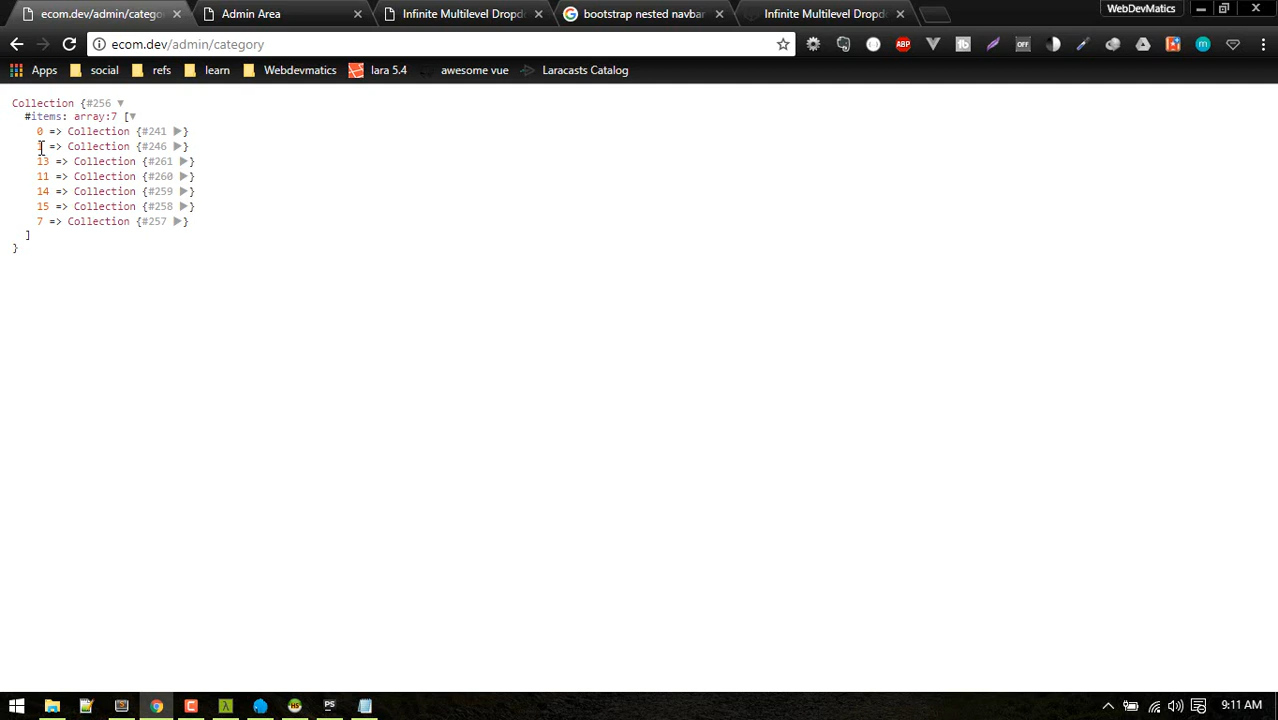 ecom.dev/admin/catego
Admin Area
Infinite Multilevel Dropd
bootstrap nested navbar
Infinite Multilevel Dropd
WebDevMatics
ecom.dev/admin/category
ABP
OFF
Apps
social
refs
learn
Webdevmatics
lara 5.4
awesome vue
Laracasts Catalog
Collection {#256 ▼
#items: array:7 [▼
0 => Collection {#241 ▶}
1 => Collection {#246 ▶}
13 => Collection {#261 ▶}
11 => Collection {#260 ▶}
14 => Collection {#259 ▶}
15 => Collection {#258 ▶}
7 => Collection {#257 ▶}
]
}
9:11 AM